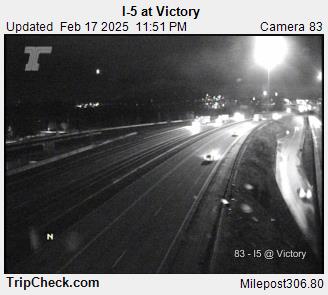 I-5 at Victory
Updated Feb 17 2025 11:51 PM Camera 83
N
83 - I5 @ Victory
TripCheck.com Milepost306.80